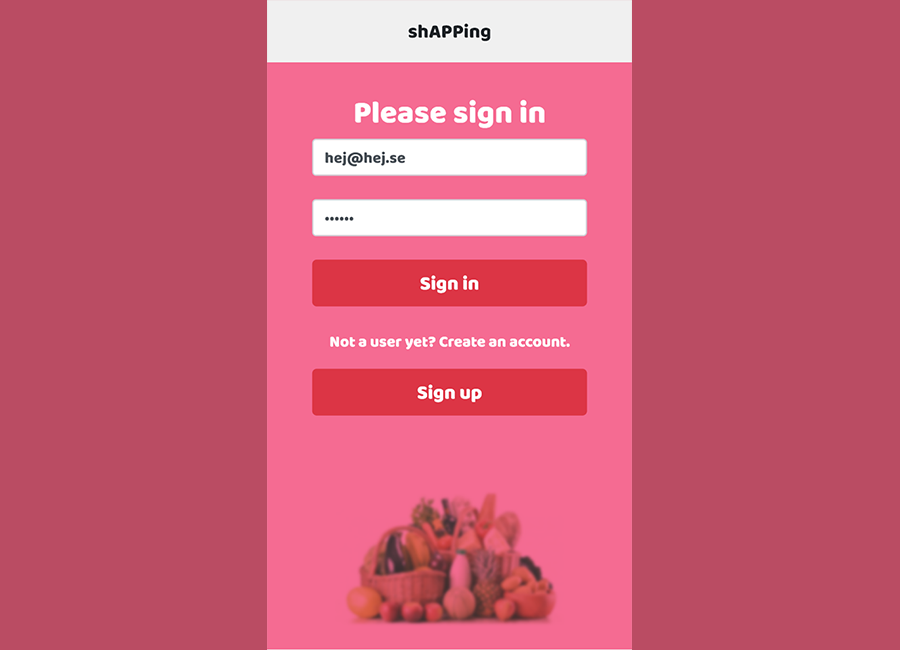 shAPPing
Please sign in
hej@hej.se
••••••
Sign in
Not a user yet? Create an account.
Sign up